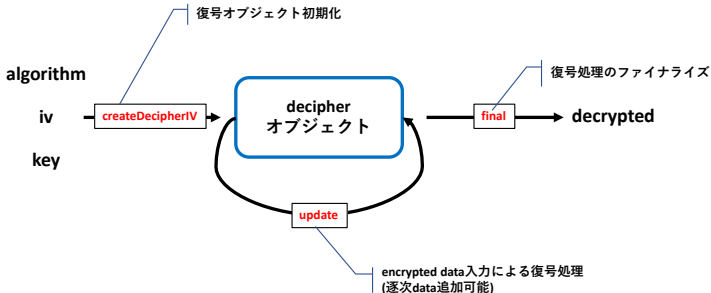 復号オブジェクト初期化
algorithm
iv
key
createDecipherIV
decipher
オブジェクト
復号処理のファイナライズ
final
decrypted
update
encrypted data入力による復号処理
(逐次data追加可能)